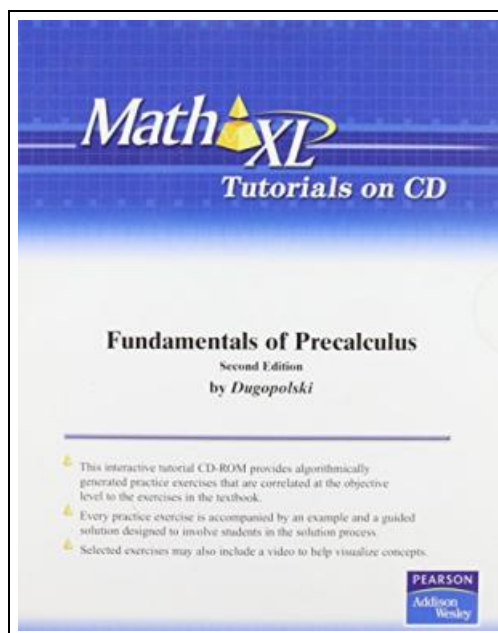 Math XL
Tutorials on CD
Fundamentals of Precalculus
Second Edition
by Dugopolski
This interactive tutorial CD-ROM provides algorithmically
generated practice exercises that are correlated at the objective
level to the exercises in the textbook.
Every practice exercise is accompanied by an example and a guided
solution designed to involve students in the solution process.
Selected exercises may also include a video to help visualize concepts.
PEARSON
Addison
Wesley